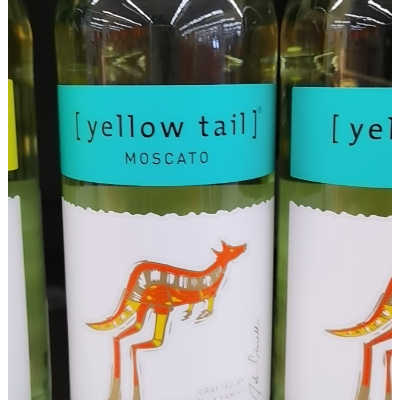 [yellow tail]®
MOSCATO
[ yel